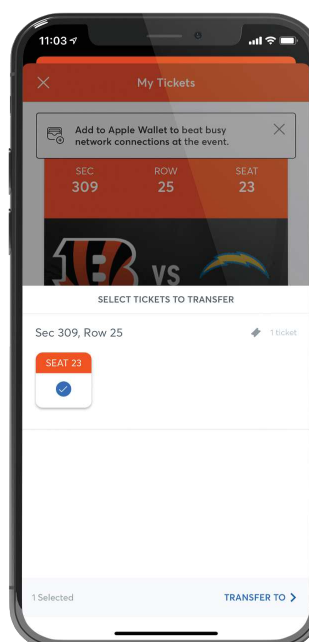 11:03
My Tickets
Add to Apple Wallet to beat busy
network connections at the event.
SEC ROW SEAT
309 25 23
B VS
SELECT TICKETS TO TRANSFER
Sec 309, Row 25 1 ticket
SEAT 23
1 Selected TRANSFER TO